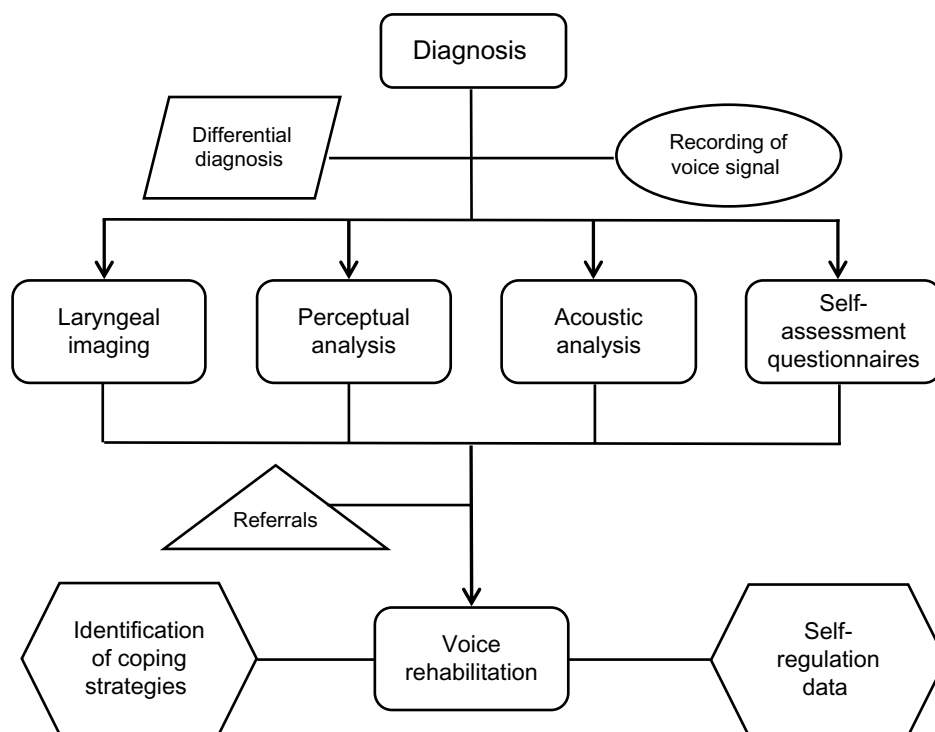 Diagnosis
Differential
diagnosis
Recording of
voice signal
Laryngeal
imaging
Perceptual
analysis
Acoustic
analysis
Self-
assessment
questionnaires
Referrals
Identification
of coping
strategies
Voice
rehabilitation
Self-
regulation
data